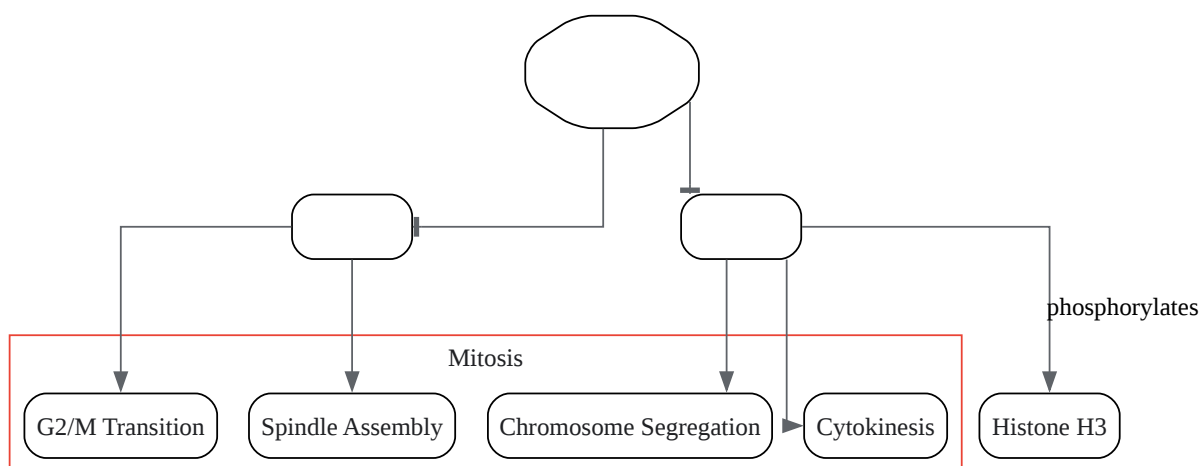 phosphorylates
Mitosis
G2/M Transition
Spindle Assembly
Chromosome Segregation
Cytokinesis
Histone H3